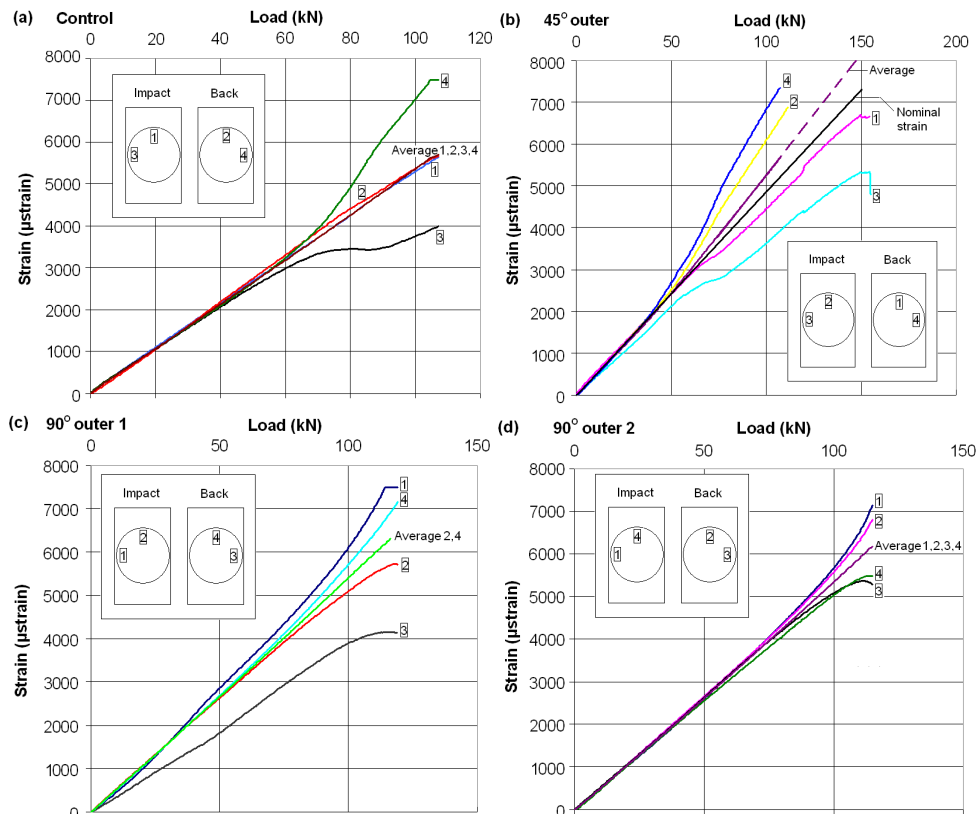 (a) Control Load (kN)
0 20 40 60 80 100 120
8000
7000
6000
5000
4000
3000
2000
1000
0
Strain (µstrain)
Impact Back
1 2
3 4
4
Average 1,2,3,4
1
2
3
(b) 45° outer Load (kN)
0 50 100 150 200
8000
7000
6000
5000
4000
3000
2000
1000
0
Strain (µstrain)
Average
4
2
Nominal
strain
1
3
Impact Back
2 1
3 4
(c) 90° outer 1 Load (kN)
0 50 100 150
8000
7000
6000
5000
4000
3000
2000
1000
0
Strain (µstrain)
Impact Back
2 4
1 3
1
4
Average 2,4
2
3
(d) 90° outer 2 Load (kN)
0 50 100 150
8000
7000
6000
5000
4000
3000
2000
1000
0
Strain (µstrain)
Impact Back
4 2
1 3
1
2
Average 1,2,3,4
4
3